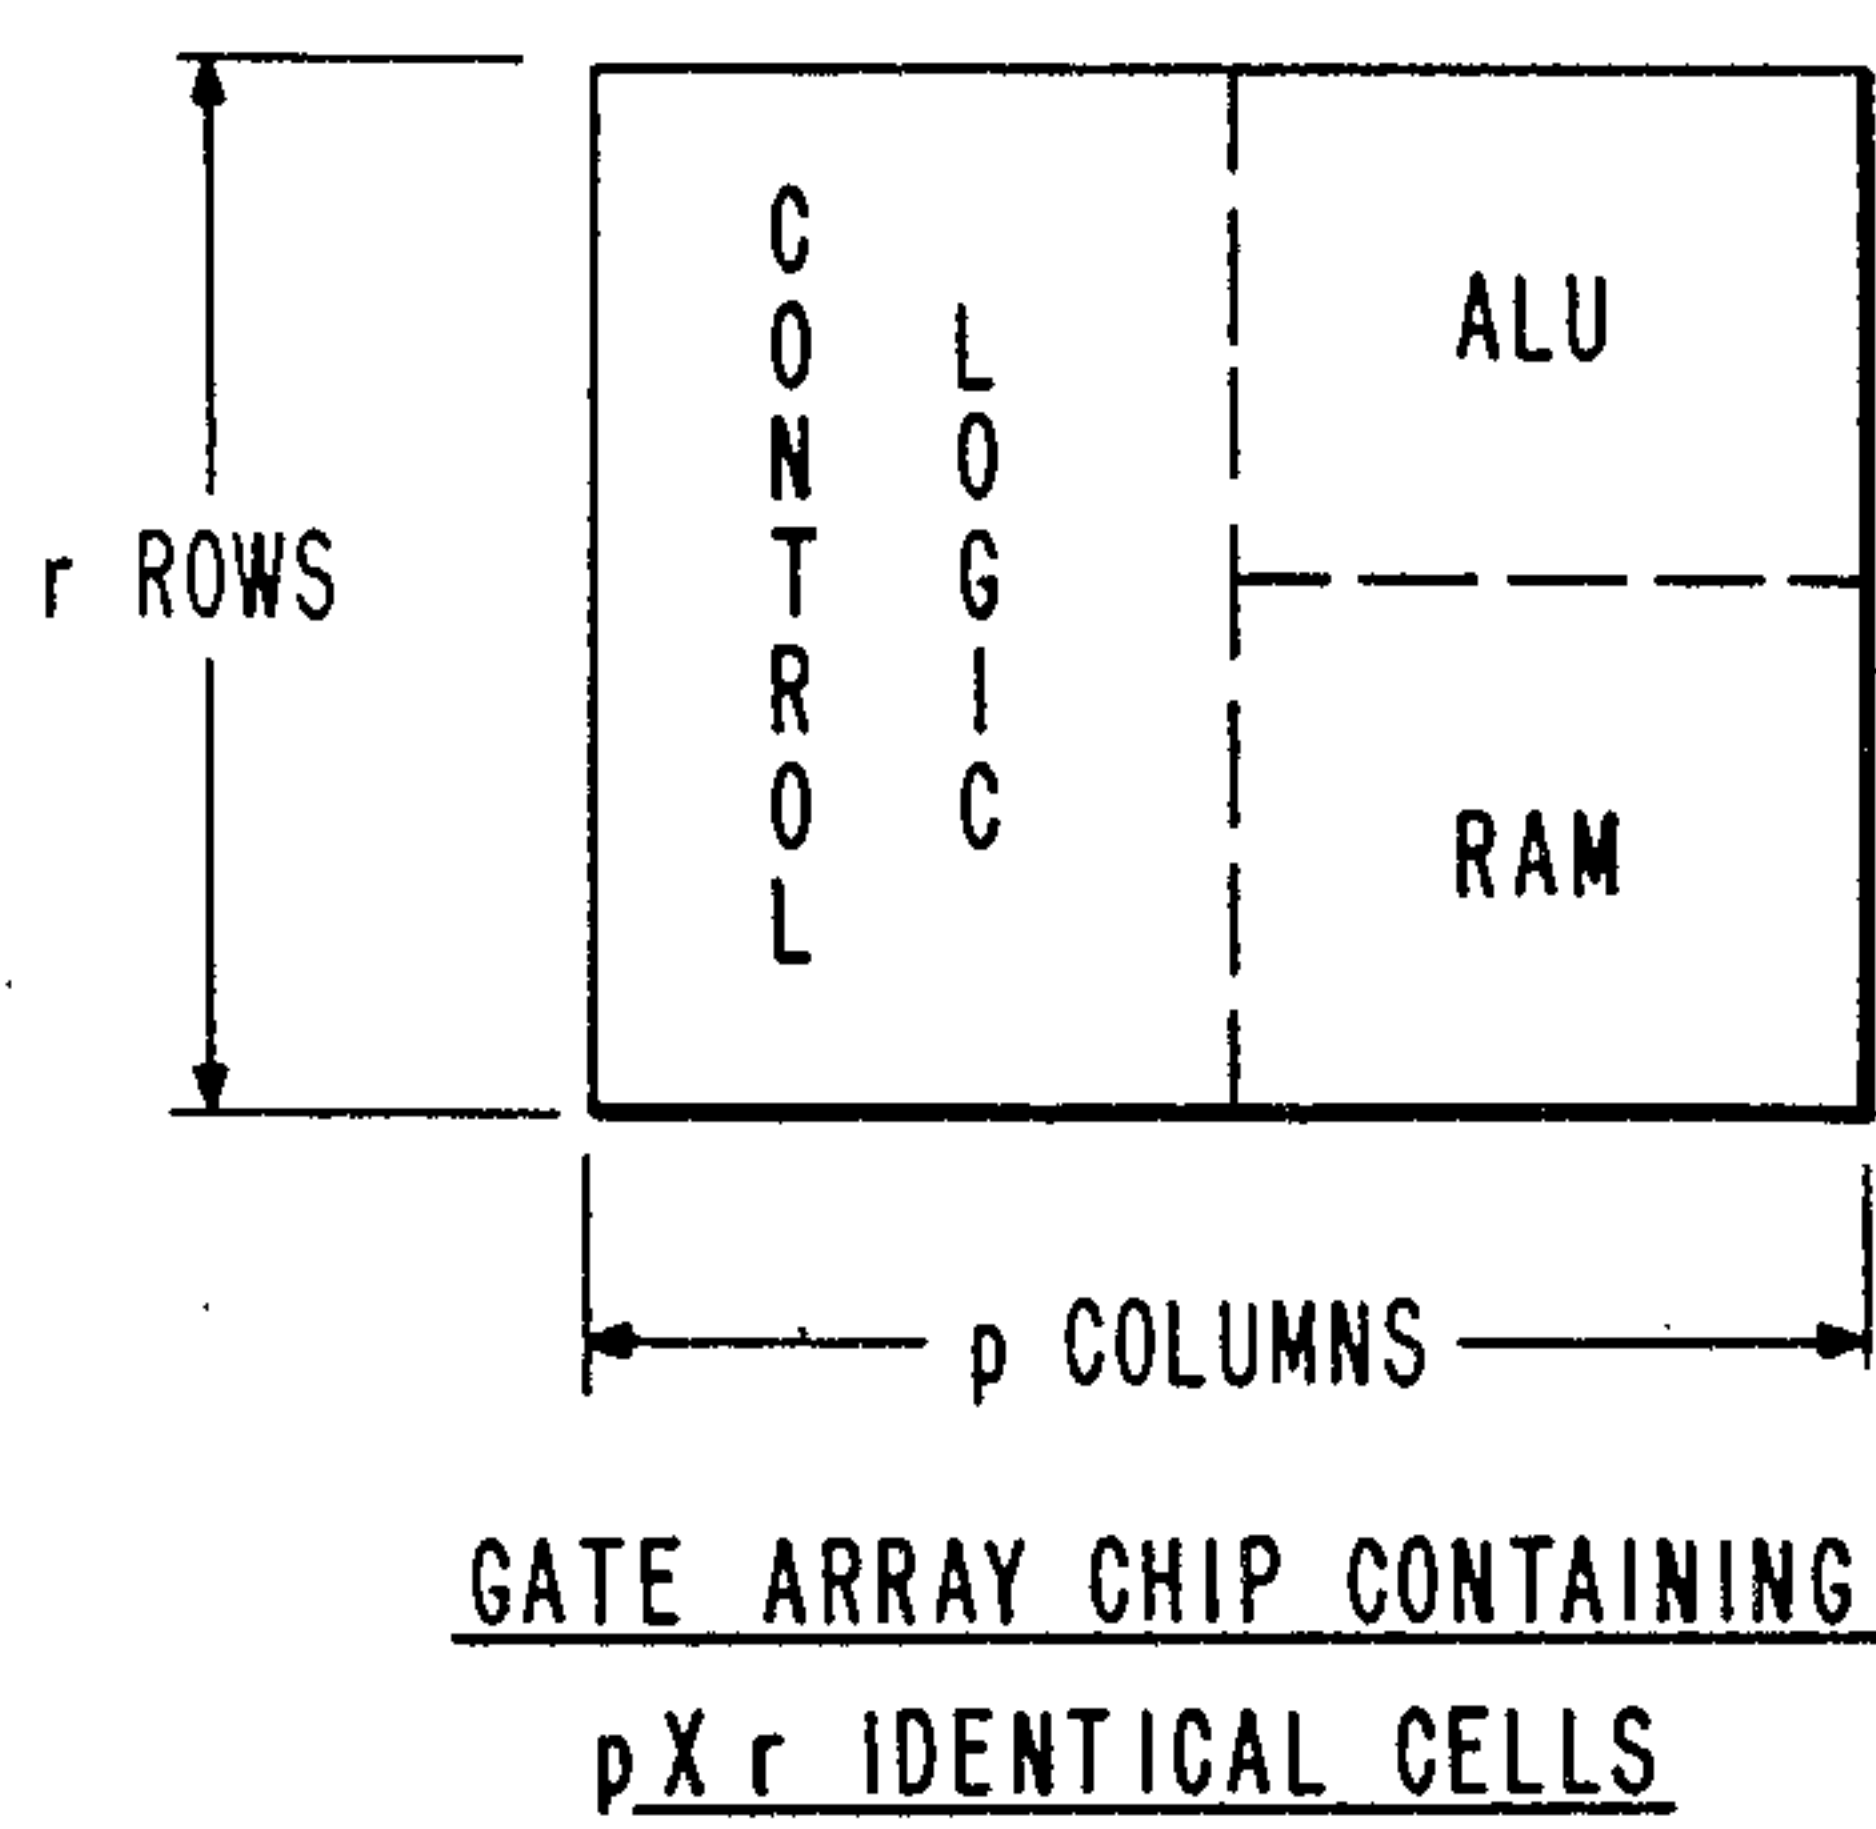 CONTROL
LOGIC
ALU
RAM
r ROWS
p COLUMNS
GATE ARRAY CHIP CONTAINING
p X r IDENTICAL CELLS